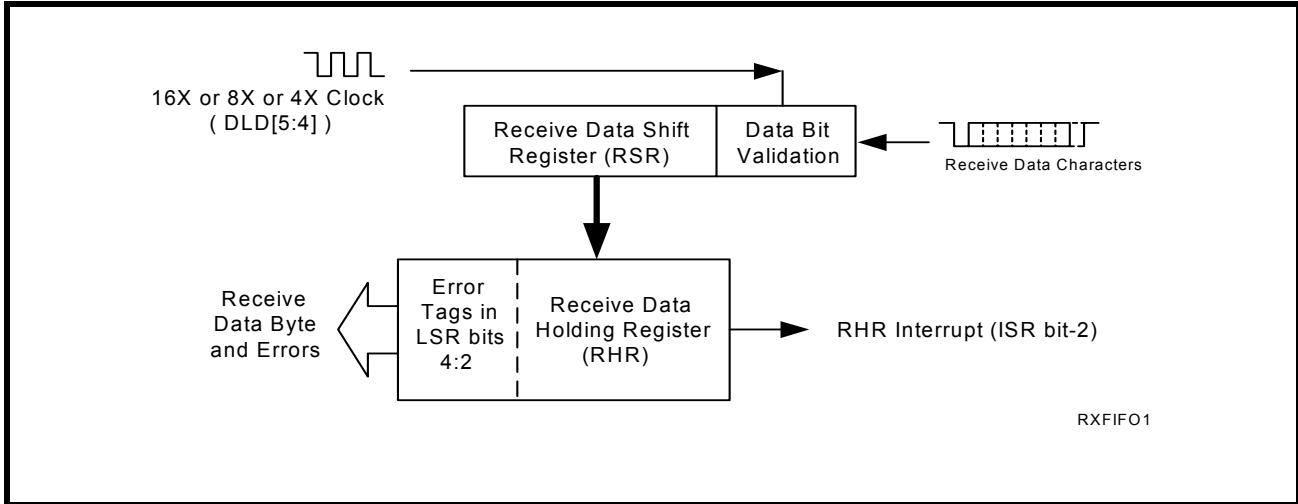 16X or 8X or 4X Clock
( DLD[5:4] )
Receive Data Shift
Register (RSR)
Data Bit
Validation
Receive Data Characters
Receive
Data Byte
and Errors
Error
Tags in
LSR bits
4:2
Receive Data
Holding Register
(RHR)
RHR Interrupt (ISR bit-2)
RXFIFO1